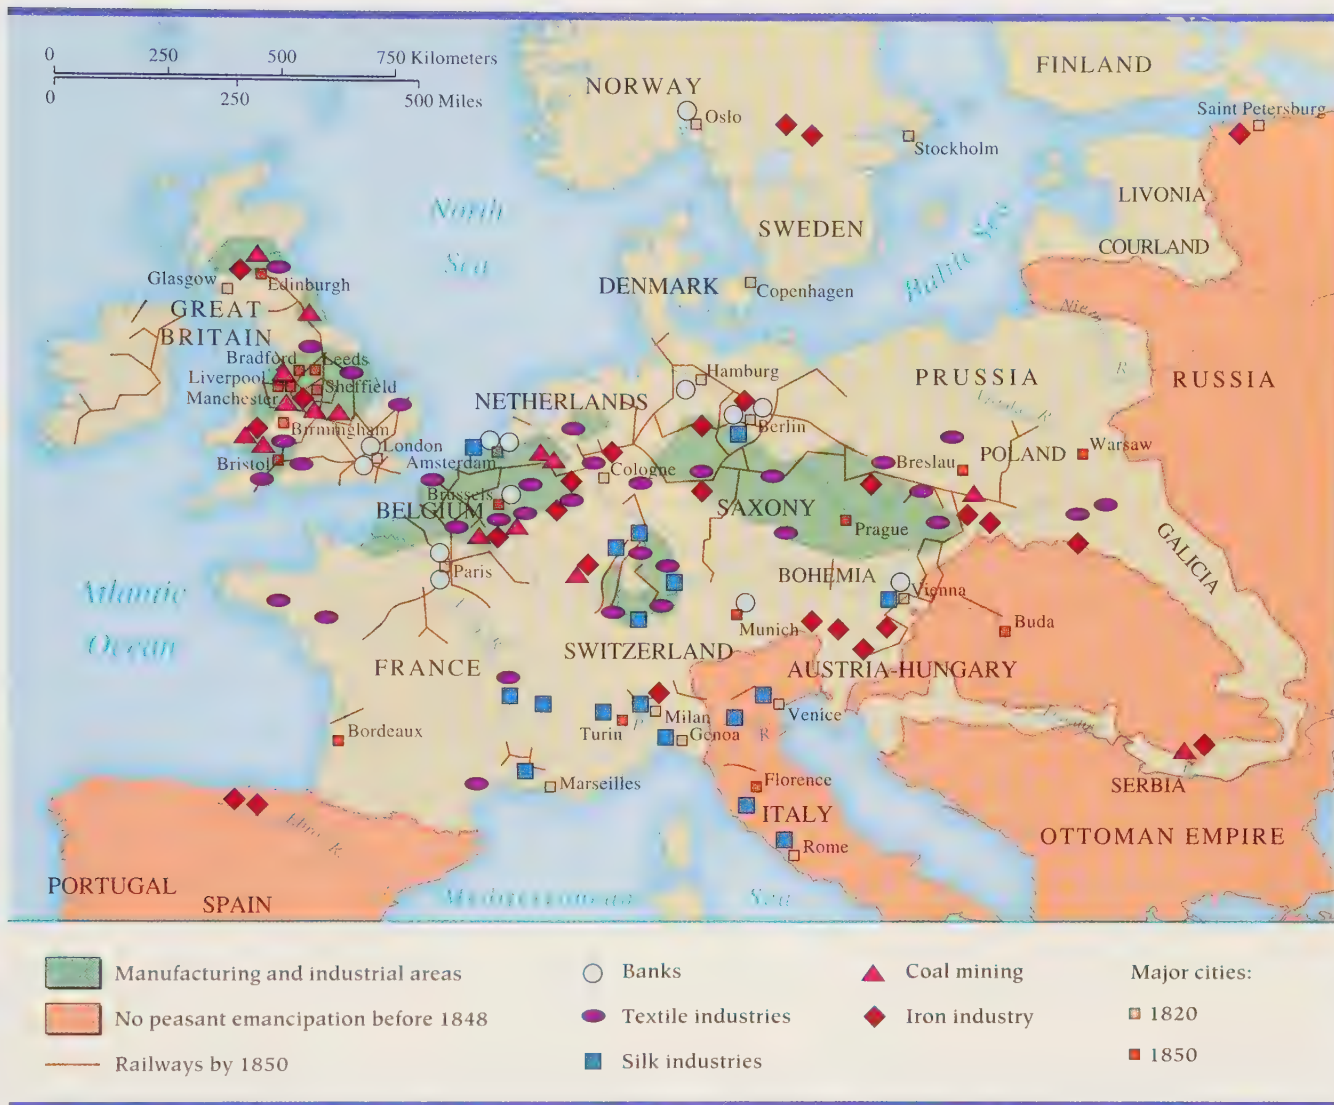 0 250 500 750 Kilometers
0 250 500 Miles
NORWAY
FINLAND
Oslo
Saint Petersburg
Stockholm
North
Sea
LIVONIA
SWEDEN
COURLAND
Baltic Sea
DENMARK
Copenhagen
Glasgow
Edinburgh
GREAT
BRITAIN
Bradford
Leeds
Liverpool
Sheffield
Manchester
Birmingham
London
Bristol
Hamburg
PRUSSIA
RUSSIA
R
NETHERLANDS
Berlin
Amsterdam
Cologne
Breslau
POLAND
Warsaw
Brussels
BELGIUM
SAXONY
Prague
GALICIA
Paris
BOHEMIA
Vienna
Atlantic
Ocean
Munich
Buda
FRANCE
SWITZERLAND
AUSTRIA-HUNGARY
Bordeaux
Turin
Milan
Genoa
R
Venice
Marseilles
Florence
ITALY
SERBIA
Rome
OTTOMAN EMPIRE
Ebro R.
PORTUGAL
SPAIN
Mediterranean Sea
Manufacturing and industrial areas
No peasant emancipation before 1848
Railways by 1850
Banks
Textile industries
Silk industries
Coal mining
Iron industry
Major cities:
1820
1850